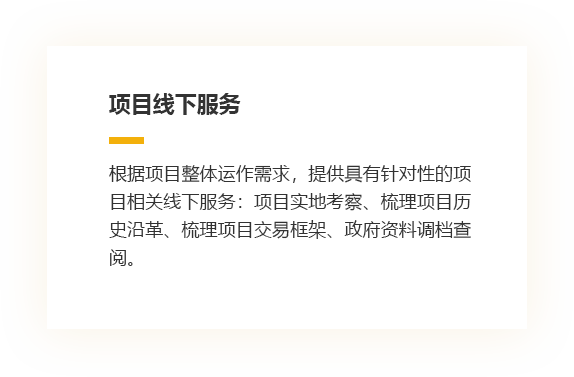 项目线下服务
根据项目整体运作需求，提供具有针对性的项
目相关线下服务：项目实地考察、梳理项目历
史沿革、梳理项目交易框架、政府资料调档查
阅。